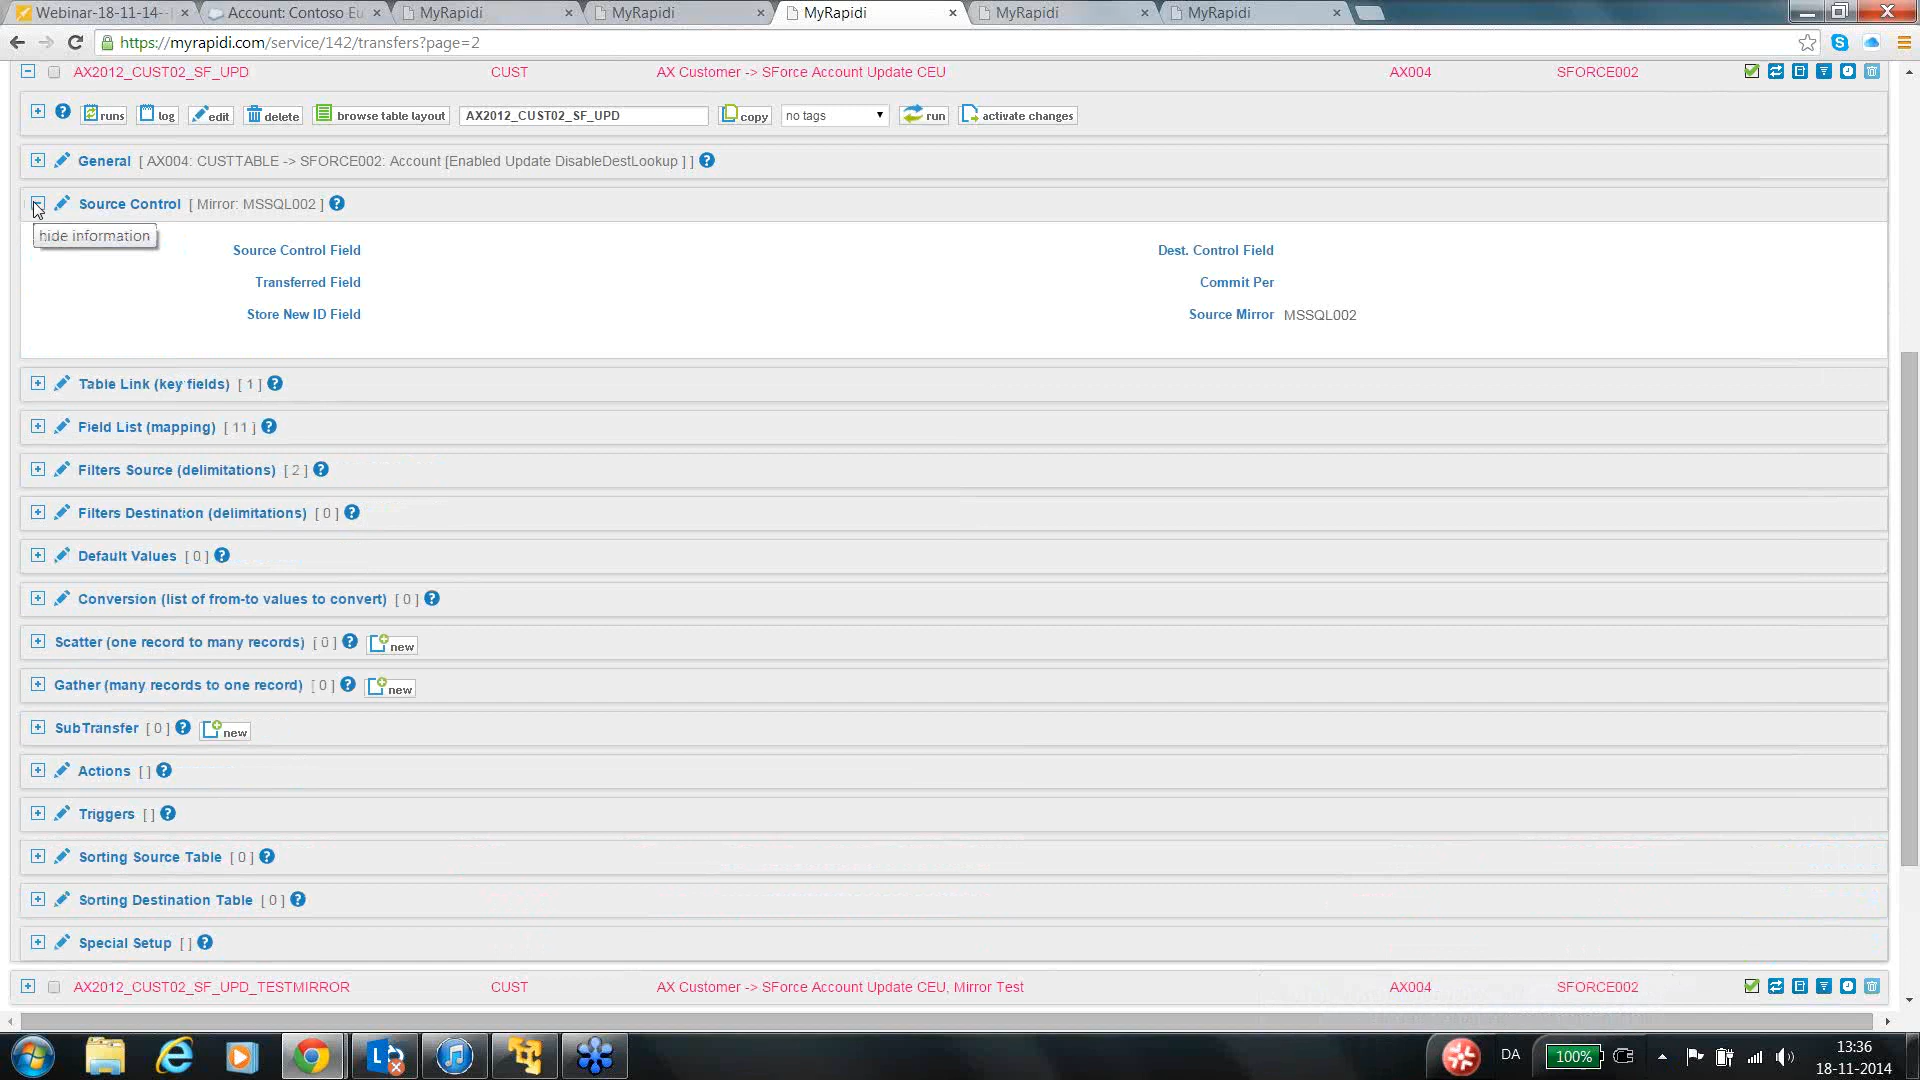 Webinar-18-11-14--
Account: Contoso Eu
MyRapidi
MyRapidi
MyRapidi
MyRapidi
MyRapidi
https://myrapidi.com/service/142/transfers?page=2
AX2012_CUST02_SF_UPD CUST AX Customer -> SForce Account Update CEU AX004 SFORCE002
runs log edit delete browse table layout AX2012_CUST02_SF_UPD copy no tags run activate changes
General [ AX004: CUSTTABLE -> SFORCE002: Account [Enabled Update DisableDestLookup ] ]
Source Control [ Mirror: MSSQL002 ]
hide information
Source Control Field Dest. Control Field
Transferred Field Commit Per
Store New ID Field Source Mirror MSSQL002
Table Link (key fields) [ 1 ]
Field List (mapping) [ 11 ]
Filters Source (delimitations) [ 2 ]
Filters Destination (delimitations) [ 0 ]
Default Values [ 0 ]
Conversion (list of from-to values to convert) [ 0 ]
Scatter (one record to many records) [ 0 ] new
Gather (many records to one record) [ 0 ] new
SubTransfer [ 0 ] new
Actions [ ]
Triggers [ ]
Sorting Source Table [ 0 ]
Sorting Destination Table [ 0 ]
Special Setup [ ]
AX2012_CUST02_SF_UPD_TESTMIRROR CUST AX Customer -> SForce Account Update CEU, Mirror Test AX004 SFORCE002
DA 100% 13:36
18-11-2014